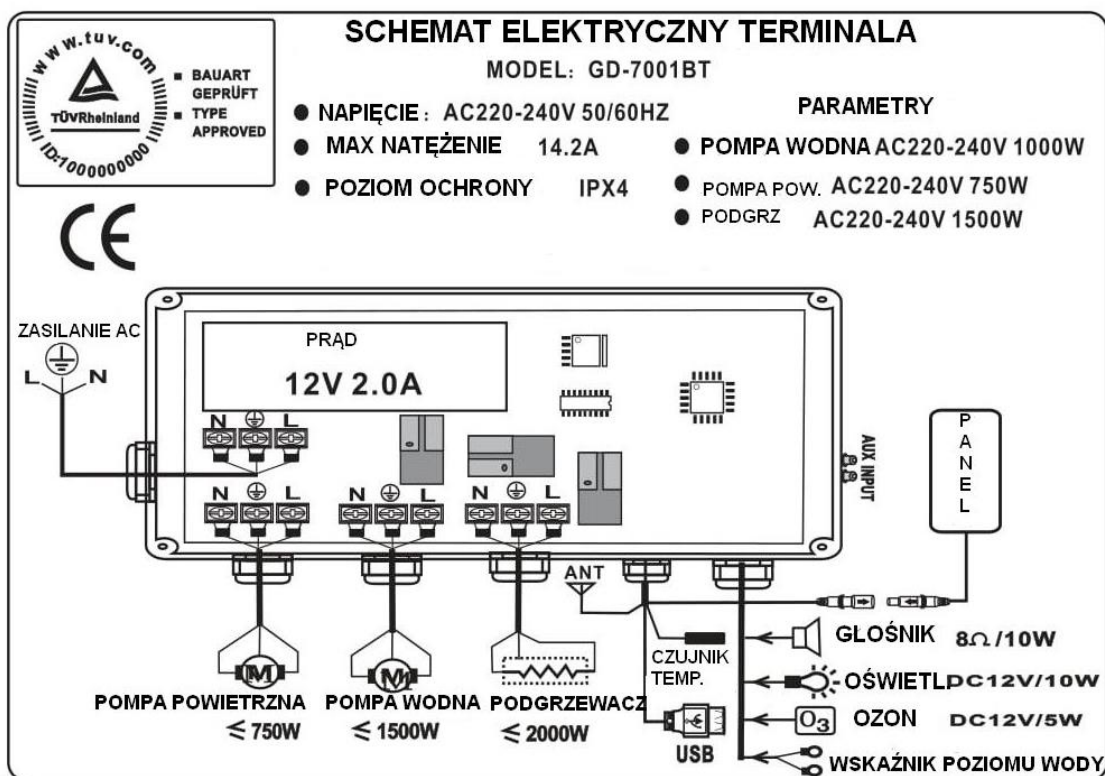 SCHEMAT ELEKTRYCZNY TERMINALA
MODEL: GD-7001BT
www.tuv.com
TÜVRheinland
ID:1000000000
BAUART
GEPRÜFT
TYPE
APPROVED
CE
NAPIĘCIE : AC220-240V 50/60HZ
MAX NATĘŻENIE 14.2A
POZIOM OCHRONY IPX4
PARAMETRY
POMPA WODNA AC220-240V 1000W
POMPA POW. AC220-240V 750W
PODGRZ AC220-240V 1500W
ZASILANIE AC
L N
PRĄD
12V 2.0A
N L
N L
N L
N L
AUX INPUT
PANEL
ANT
POMPA POWIETRZNA
≤ 750W
M
POMPA WODNA
≤ 1500W
M
PODGRZEWACZ
≤ 2000W
CZUJNIK
TEMP.
USB
GŁOŚNIK 8Ω/10W
OŚWIETL. DC12V/10W
O3 OZON DC12V/5W
WSKAŹNIK POZIOMU WODY